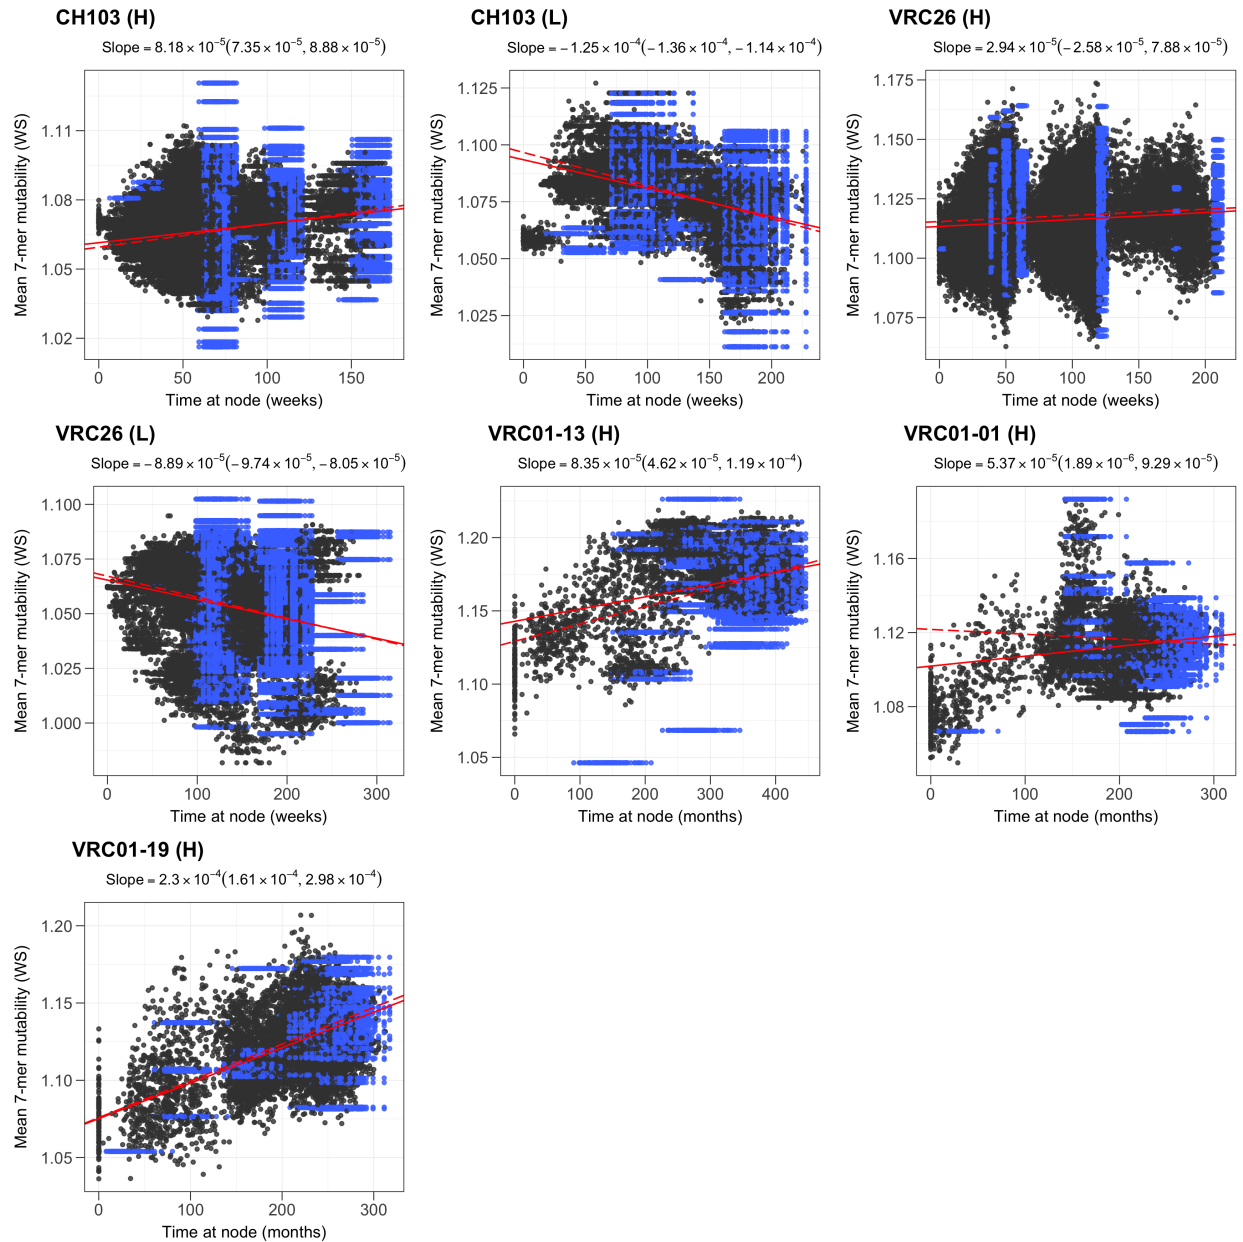 CH103 (H)
Slope = 8.18 × 10⁻⁵(7.35 × 10⁻⁵, 8.88 × 10⁻⁵)
Mean 7-mer mutability (WS)
1.11
1.08
1.05
1.02
0 50 100 150
Time at node (weeks)
CH103 (L)
Slope = −1.25 × 10⁻⁴(−1.36 × 10⁻⁴, −1.14 × 10⁻⁴)
Mean 7-mer mutability (WS)
1.125
1.100
1.075
1.050
1.025
0 50 100 150 200
Time at node (weeks)
VRC26 (H)
Slope = 2.94 × 10⁻⁵(−2.58 × 10⁻⁵, 7.88 × 10⁻⁵)
Mean 7-mer mutability (WS)
1.175
1.150
1.125
1.100
1.075
0 50 100 150 200
Time at node (weeks)
VRC26 (L)
Slope = −8.89 × 10⁻⁵(−9.74 × 10⁻⁵, −8.05 × 10⁻⁵)
Mean 7-mer mutability (WS)
1.100
1.075
1.050
1.025
1.000
0 100 200 300
Time at node (weeks)
VRC01-13 (H)
Slope = 8.35 × 10⁻⁵(4.62 × 10⁻⁵, 1.19 × 10⁻⁴)
Mean 7-mer mutability (WS)
1.20
1.15
1.10
1.05
0 100 200 300 400
Time at node (months)
VRC01-01 (H)
Slope = 5.37 × 10⁻⁵(1.89 × 10⁻⁶, 9.29 × 10⁻⁵)
Mean 7-mer mutability (WS)
1.16
1.12
1.08
0 100 200 300
Time at node (months)
VRC01-19 (H)
Slope = 2.3 × 10⁻⁴(1.61 × 10⁻⁴, 2.98 × 10⁻⁴)
Mean 7-mer mutability (WS)
1.20
1.15
1.10
1.05
0 100 200 300
Time at node (months)